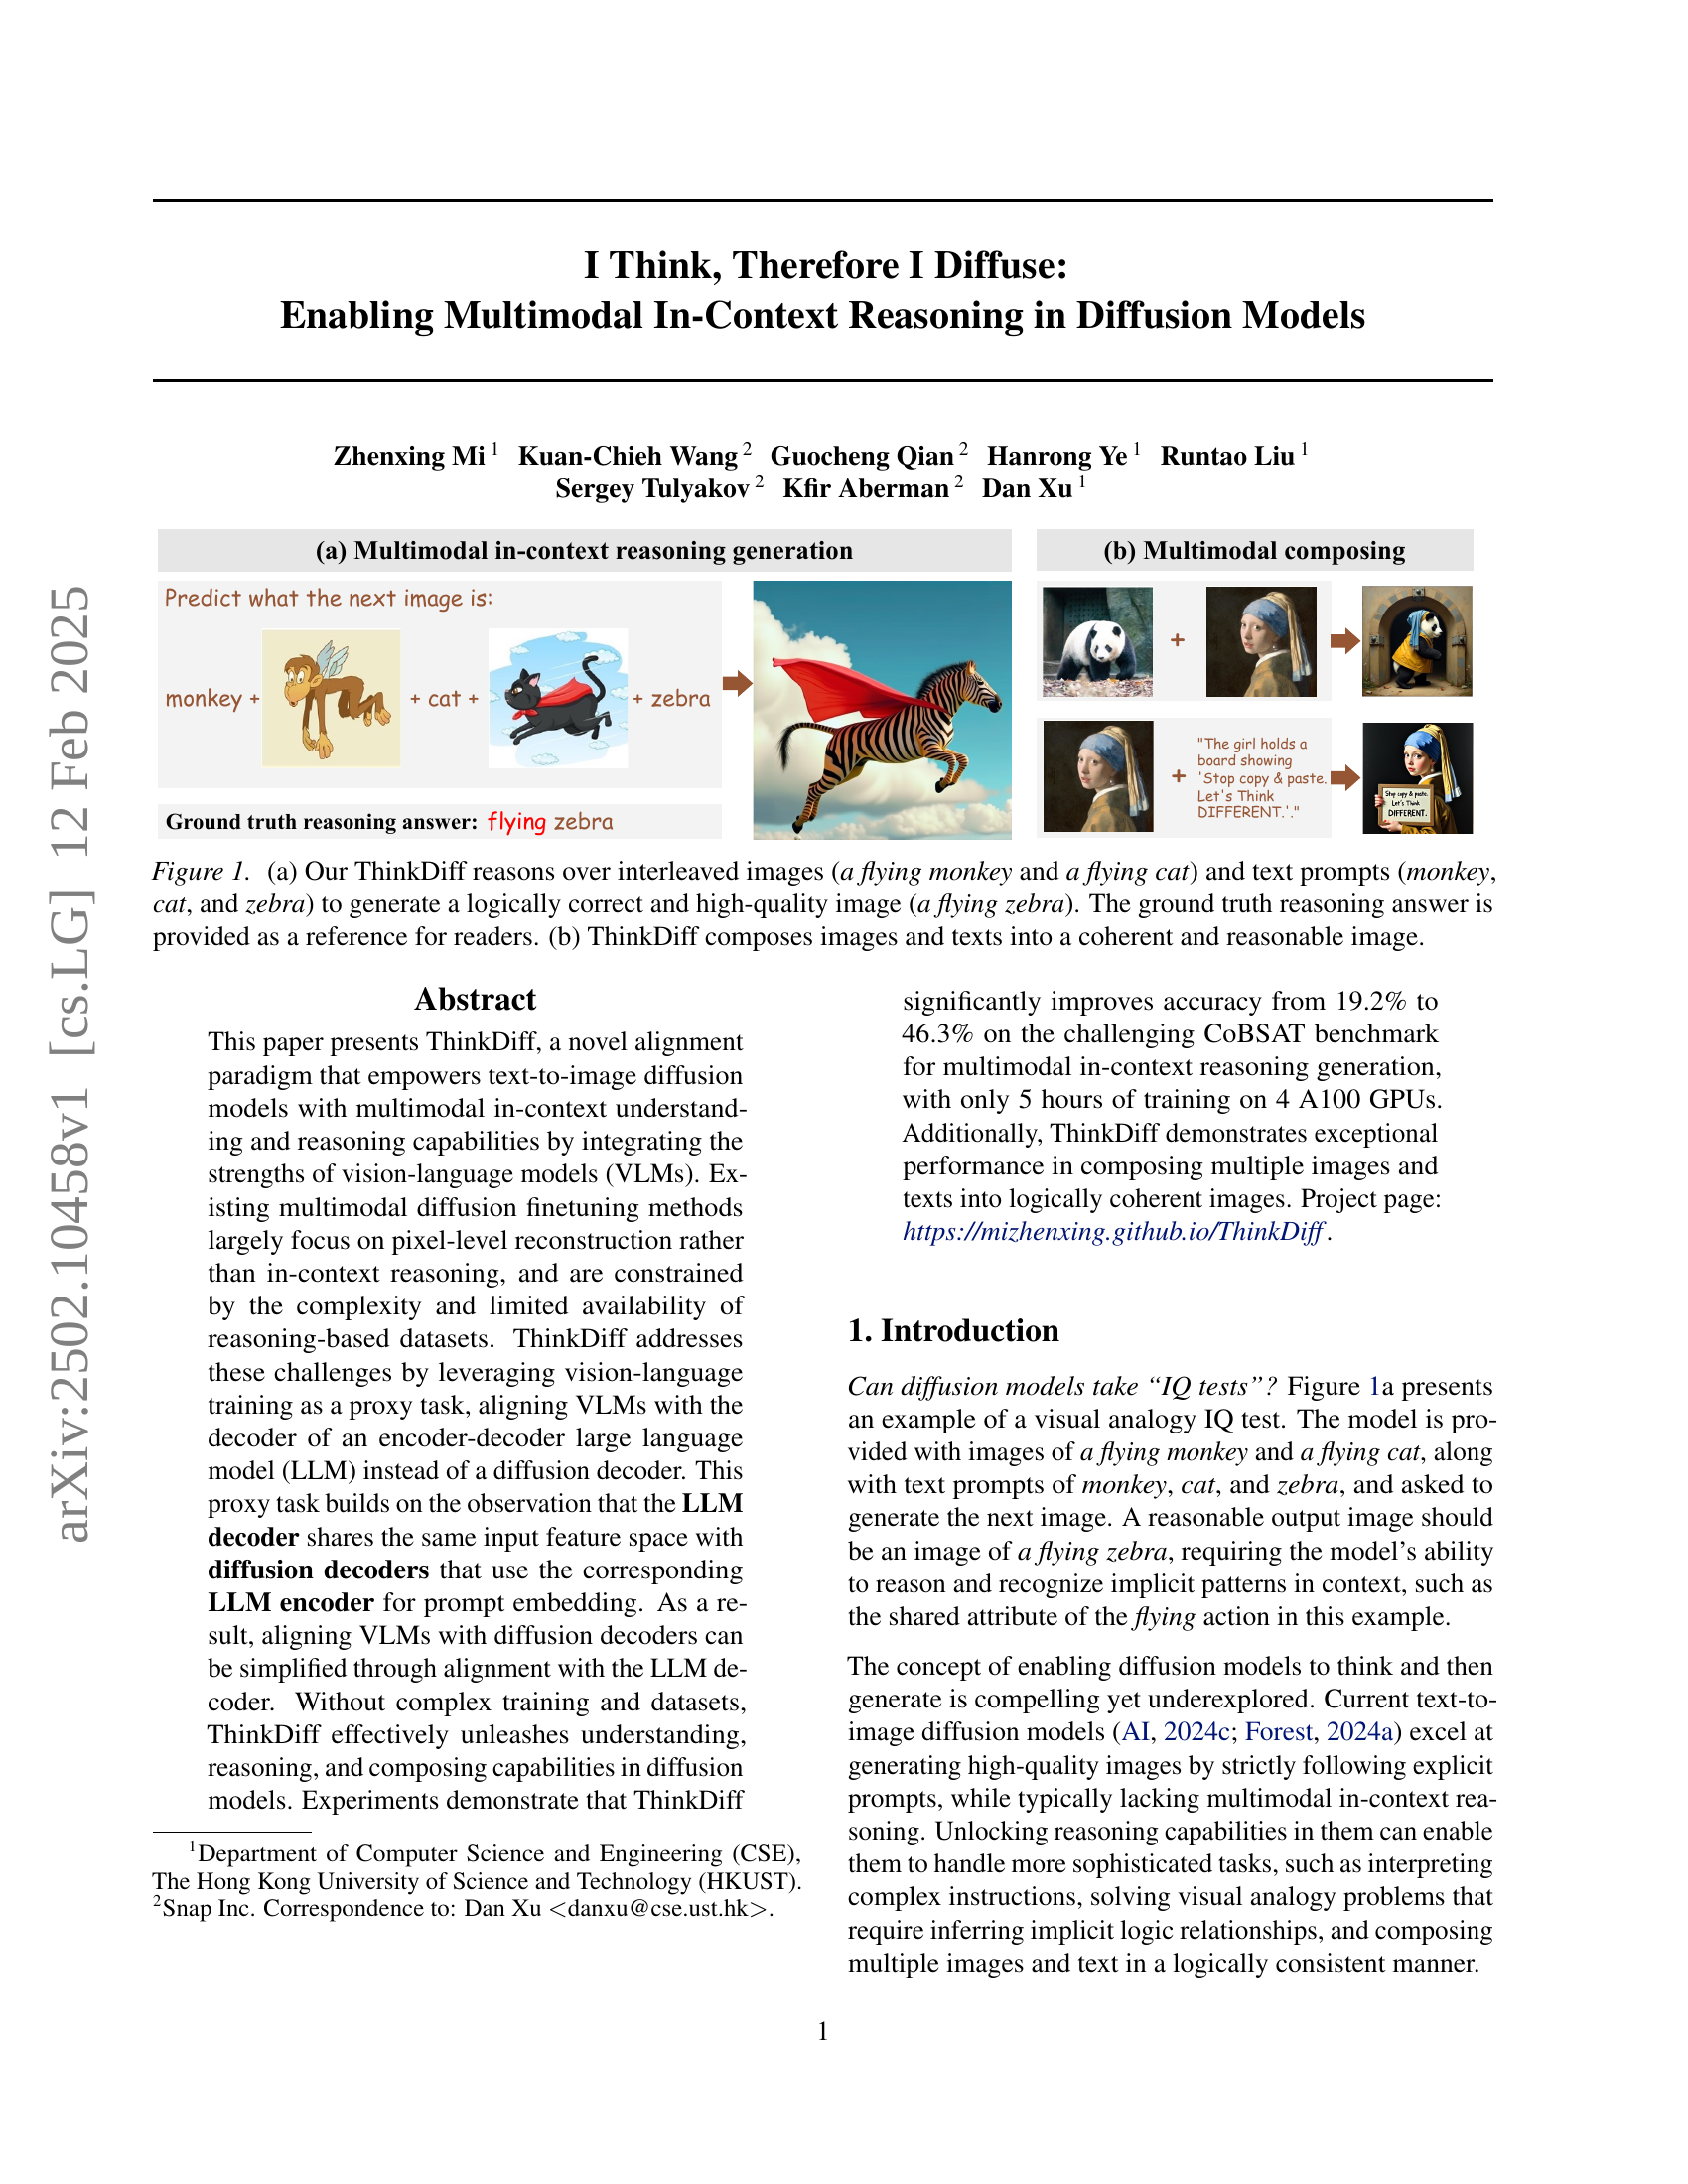 arXiv:2502.10458v1 [cs.LG] 12 Feb 2025
I Think, Therefore I Diffuse:
Enabling Multimodal In-Context Reasoning in Diffusion Models
Zhenxing Mi 1 Kuan-Chieh Wang 2 Guocheng Qian 2 Hanrong Ye 1 Runtao Liu 1
Sergey Tulyakov 2 Kfir Aberman 2 Dan Xu 1
(a) Multimodal in-context reasoning generation
Predict what the next image is:
monkey + + cat + + zebra
Ground truth reasoning answer: flying zebra
(b) Multimodal composing
+
+ "The girl holds a
board showing
'Stop copy & paste.
Let's Think
DIFFERENT.'."
Stop copy & paste.
Let's Think
DIFFERENT.
Figure 1. (a) Our ThinkDiff reasons over interleaved images (a flying monkey and a flying cat) and text prompts (monkey,
cat, and zebra) to generate a logically correct and high-quality image (a flying zebra). The ground truth reasoning answer is
provided as a reference for readers. (b) ThinkDiff composes images and texts into a coherent and reasonable image.
Abstract
This paper presents ThinkDiff, a novel alignment
paradigm that empowers text-to-image diffusion
models with multimodal in-context understand-
ing and reasoning capabilities by integrating the
strengths of vision-language models (VLMs). Ex-
isting multimodal diffusion finetuning methods
largely focus on pixel-level reconstruction rather
than in-context reasoning, and are constrained
by the complexity and limited availability of
reasoning-based datasets. ThinkDiff addresses
these challenges by leveraging vision-language
training as a proxy task, aligning VLMs with the
decoder of an encoder-decoder large language
model (LLM) instead of a diffusion decoder. This
proxy task builds on the observation that the LLM
decoder shares the same input feature space with
diffusion decoders that use the corresponding
LLM encoder for prompt embedding. As a re-
sult, aligning VLMs with diffusion decoders can
be simplified through alignment with the LLM de-
coder. Without complex training and datasets,
ThinkDiff effectively unleashes understanding,
reasoning, and composing capabilities in diffusion
models. Experiments demonstrate that ThinkDiff
1Department of Computer Science and Engineering (CSE),
The Hong Kong University of Science and Technology (HKUST).
2Snap Inc. Correspondence to: Dan Xu <danxu@cse.ust.hk>.
significantly improves accuracy from 19.2% to
46.3% on the challenging CoBSAT benchmark
for multimodal in-context reasoning generation,
with only 5 hours of training on 4 A100 GPUs.
Additionally, ThinkDiff demonstrates exceptional
performance in composing multiple images and
texts into logically coherent images. Project page:
https://mizhenxing.github.io/ThinkDiff.
1. Introduction
Can diffusion models take “IQ tests”? Figure 1a presents
an example of a visual analogy IQ test. The model is pro-
vided with images of a flying monkey and a flying cat, along
with text prompts of monkey, cat, and zebra, and asked to
generate the next image. A reasonable output image should
be an image of a flying zebra, requiring the model’s ability
to reason and recognize implicit patterns in context, such as
the shared attribute of the flying action in this example.
The concept of enabling diffusion models to think and then
generate is compelling yet underexplored. Current text-to-
image diffusion models (AI, 2024c; Forest, 2024a) excel at
generating high-quality images by strictly following explicit
prompts, while typically lacking multimodal in-context rea-
soning. Unlocking reasoning capabilities in them can enable
them to handle more sophisticated tasks, such as interpreting
complex instructions, solving visual analogy problems that
require inferring implicit logic relationships, and composing
multiple images and text in a logically consistent manner.
1